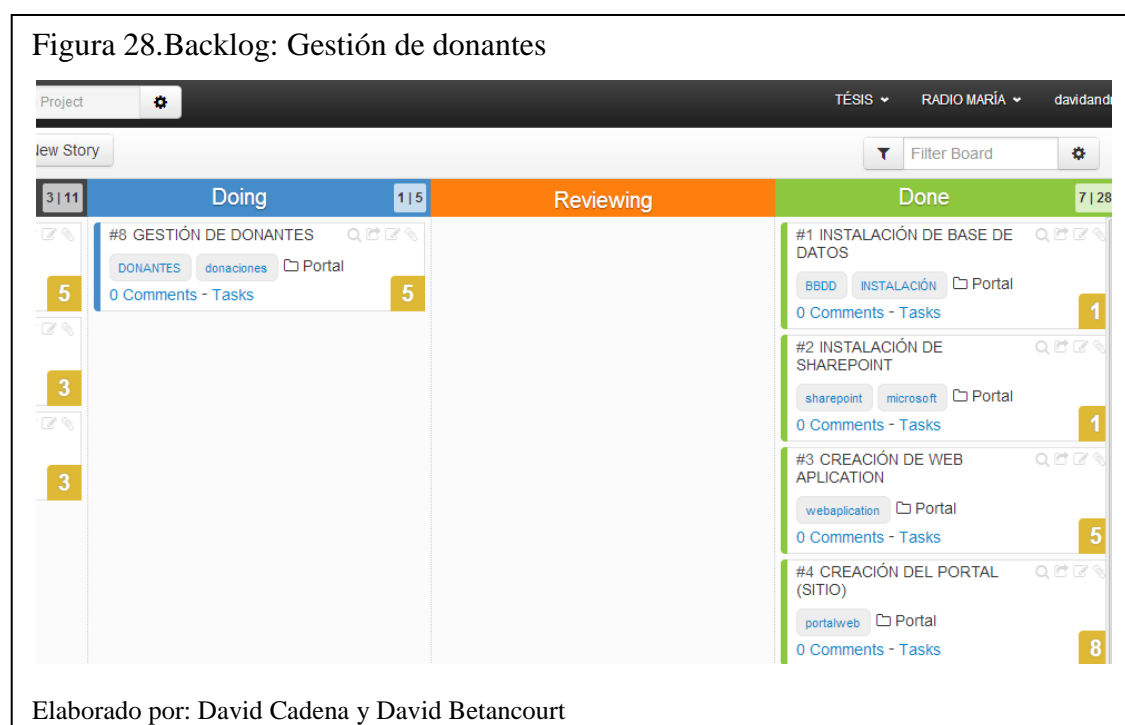 Figura 28.Backlog: Gestión de donantes
Project
TÉSIS
RADIO MARÍA
davidand
New Story
Filter Board
3 | 11
Doing
1 | 5
Reviewing
Done
7 | 28
5
3
3
#8 GESTIÓN DE DONANTES
DONANTES donaciones Portal
0 Comments - Tasks
5
#1 INSTALACIÓN DE BASE DE
DATOS
BBDD INSTALACIÓN Portal
0 Comments - Tasks
1
#2 INSTALACIÓN DE
SHAREPOINT
sharepoint microsoft Portal
0 Comments - Tasks
1
#3 CREACIÓN DE WEB
APLICATION
webaplication Portal
0 Comments - Tasks
5
#4 CREACIÓN DEL PORTAL
(SITIO)
portalweb Portal
0 Comments - Tasks
8
Elaborado por: David Cadena y David Betancourt